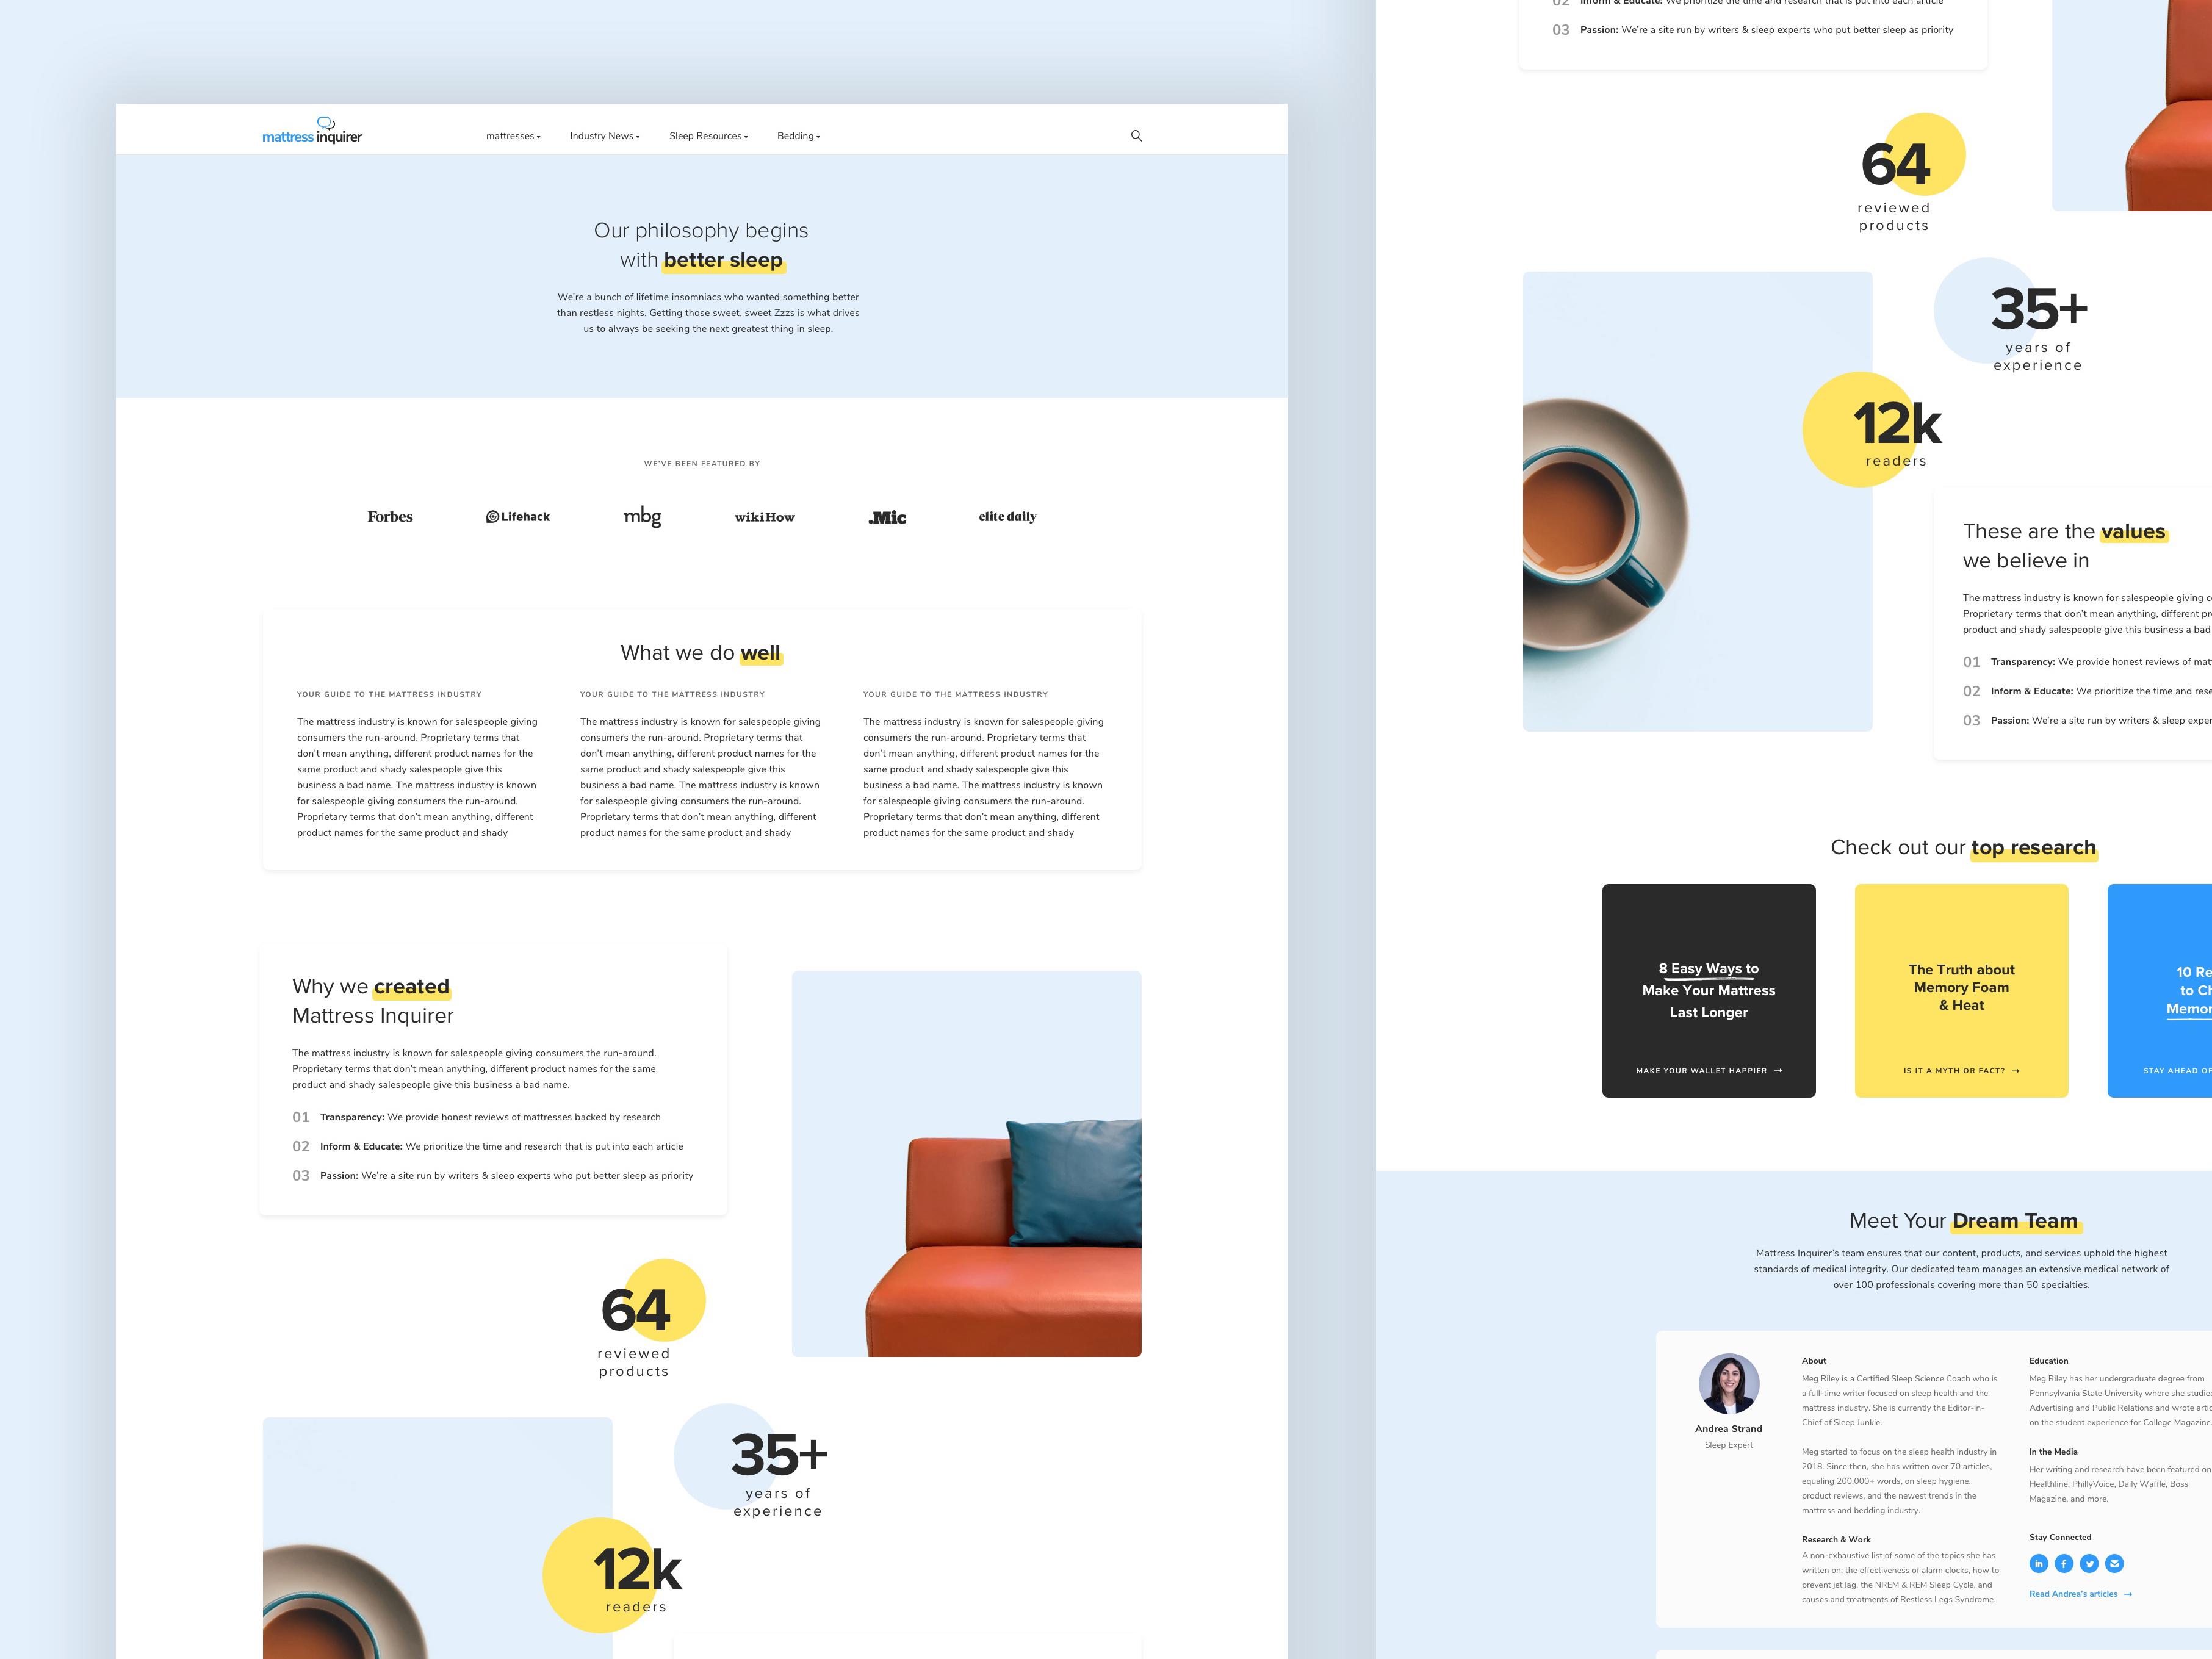 mattress inquirer
mattresses
Industry News
Sleep Resources
Bedding
Our philosophy begins
with better sleep
We're a bunch of lifetime insomniacs who wanted something better
than restless nights. Getting those sweet, sweet Zzzs is what drives
us to always be seeking the next greatest thing in sleep.
WE'VE BEEN FEATURED BY
Forbes
Lifehack
mbg
wikiHow
.Mic
elite daily
What we do well
YOUR GUIDE TO THE MATTRESS INDUSTRY
The mattress industry is known for salespeople giving
consumers the run-around. Proprietary terms that
don't mean anything, different product names for the
same product and shady salespeople give this
business a bad name. The mattress industry is known
for salespeople giving consumers the run-around.
Proprietary terms that don't mean anything, different
product names for the same product and shady
YOUR GUIDE TO THE MATTRESS INDUSTRY
The mattress industry is known for salespeople giving
consumers the run-around. Proprietary terms that
don't mean anything, different product names for the
same product and shady salespeople give this
business a bad name. The mattress industry is known
for salespeople giving consumers the run-around.
Proprietary terms that don't mean anything, different
product names for the same product and shady
YOUR GUIDE TO THE MATTRESS INDUSTRY
The mattress industry is known for salespeople giving
consumers the run-around. Proprietary terms that
don't mean anything, different product names for the
same product and shady salespeople give this
business a bad name. The mattress industry is known
for salespeople giving consumers the run-around.
Proprietary terms that don't mean anything, different
product names for the same product and shady
Why we created
Mattress Inquirer
The mattress industry is known for salespeople giving consumers the run-around.
Proprietary terms that don't mean anything, different product names for the same
product and shady salespeople give this business a bad name.
01 Transparency: We provide honest reviews of mattresses backed by research
02 Inform & Educate: We prioritize the time and research that is put into each article
03 Passion: We're a site run by writers & sleep experts who put better sleep as priority
64
reviewed
products
35+
years of
experience
12k
readers
02 Inform & Educate: We prioritize the time and research that is put into each article
03 Passion: We're a site run by writers & sleep experts who put better sleep as priority
64
reviewed
products
35+
years of
experience
12k
readers
These are the values
we believe in
The mattress industry is known for salespeople giving
Proprietary terms that don't mean anything, different
product and shady salespeople give this business a bad
01 Transparency: We provide honest reviews of
02 Inform & Educate: We prioritize the time and
03 Passion: We're a site run by writers & sleep
Check out our top research
8 Easy Ways to
Make Your Mattress
Last Longer
MAKE YOUR WALLET HAPPIER →
The Truth about
Memory Foam
& Heat
IS IT A MYTH OR FACT? →
10
to
STAY AHEAD
Meet Your Dream Team
Mattress Inquirer's team ensures that our content, products, and services uphold the highest
standards of medical integrity. Our dedicated team manages an extensive medical network of
over 100 professionals covering more than 50 specialties.
Andrea Strand
Sleep Expert
About
Meg Riley is a Certified Sleep Science Coach who is
a full-time writer focused on sleep health and the
mattress industry. She is currently the Editor-in-
Chief of Sleep Junkie.
Meg started to focus on the sleep health industry in
2018. Since then, she has written over 70 articles,
equaling 200,000+ words, on sleep hygiene,
product reviews, and the newest trends in the
mattress and bedding industry.
Research & Work
A non-exhaustive list of some of the topics she has
written on: the effectiveness of alarm clocks, how to
prevent jet lag, the NREM & REM Sleep Cycle, and
causes and treatments of Restless Legs Syndrome.
Education
Meg Riley has her undergraduate degree from
Pennsylvania State University where she studied
Advertising and Public Relations and wrote
on the student experience for College Magazine.
In the Media
Her writing and research have been featured on
Healthline, PhillyVoice, Daily Waffle, Boss
Magazine, and more.
Stay Connected
in
f
Read Andrea's articles →